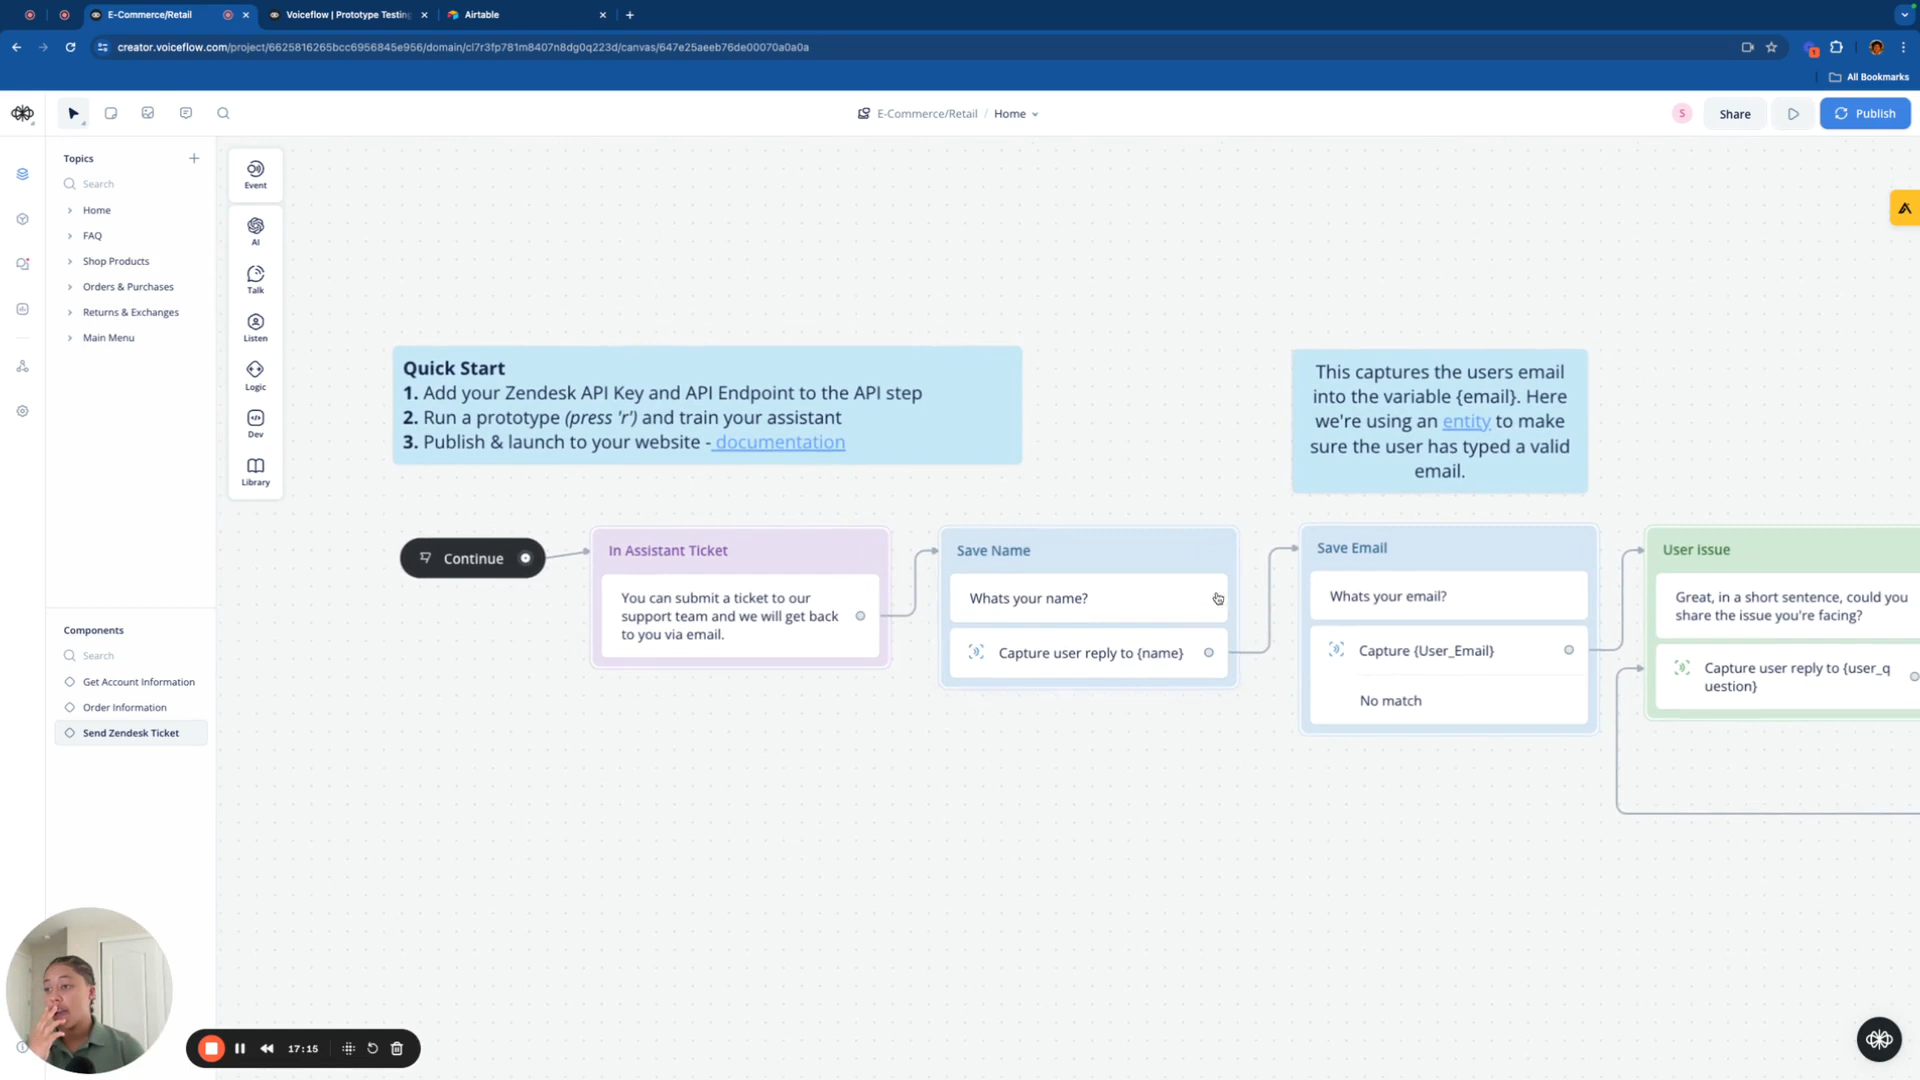 E-Commerce/Retail
Voiceflow | Prototype Testing
Airtable
creator.voiceflow.com/project/6625816265bcc6956845e956/domain/cl7r3fp781m8407n8dg0q223d/canvas/647e25aeeb76de00070a0a0a
1
All Bookmarks
E-Commerce/Retail / Home
S
Share
Publish
Topics
Search
Home
FAQ
Shop Products
Orders & Purchases
Returns & Exchanges
Main Menu
Event
AI
Talk
Listen
Logic
Dev
Library
Quick Start
1. Add your Zendesk API Key and API Endpoint to the API step
2. Run a prototype (press 'r') and train your assistant
3. Publish & launch to your website - documentation
This captures the users email
into the variable {email}. Here
we're using an entity to make
sure the user has typed a valid
email.
Continue
In Assistant Ticket
You can submit a ticket to our
support team and we will get back
to you via email.
Save Name
Whats your name?
Capture user reply to {name}
Save Email
Whats your email?
Capture {User_Email}
No match
User issue
Great, in a short sentence, could you
share the issue you're facing?
Capture user reply to {user_q
uestion}
Components
Search
Get Account Information
Order Information
Send Zendesk Ticket
17:15